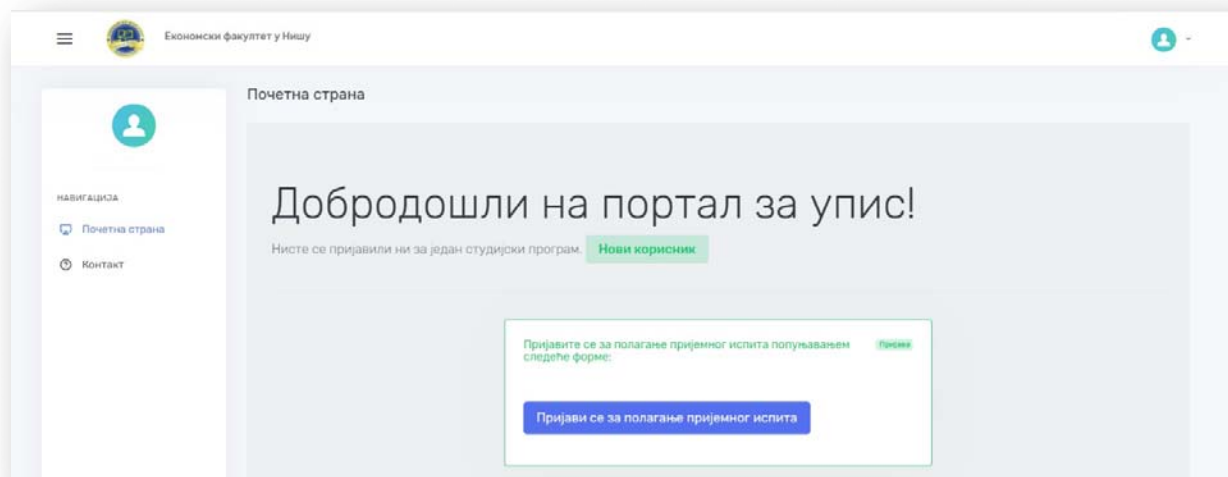 Економски факултет у Нишу
Почетна страна
НАВИГАЦИЈА
Почетна страна
Контакт
Добродошли на портал за упис!
Нисте се пријавили ни за један студијски програм. Нови корисник
Пријавите се за полагање пријемног испита попуњавањем
следеће форме:
Пријава
Пријави се за полагање пријемног испита